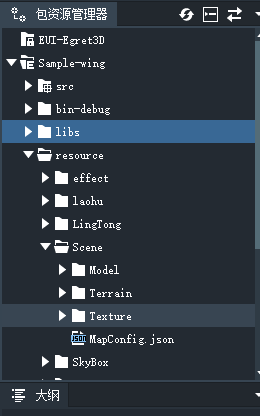 包资源管理器
EUI-Egret3D
Sample-wing
src
bin-debug
libs
resource
effect
laohu
LingTong
Scene
Model
Terrain
Texture
JSON MapConfig.json
SkyBox
大纲